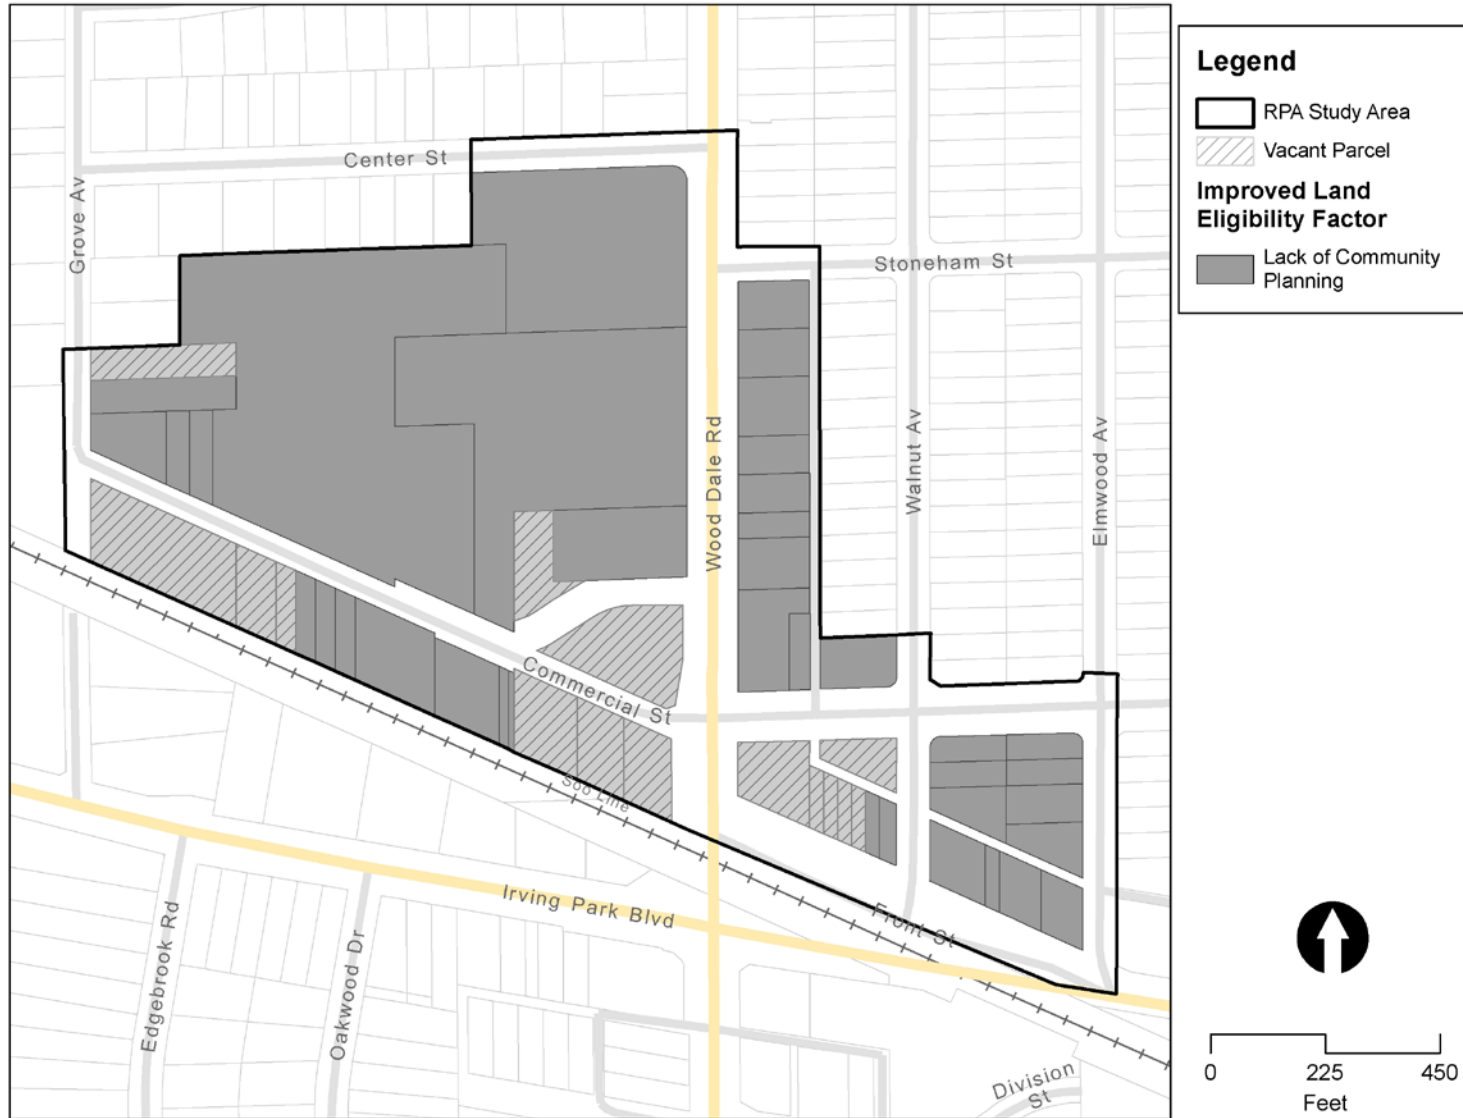 Center St
Grove Av
Stoneham St
Wood Dale Rd
Walnut Av
Elmwood Av
Commercial St
Soo Line
Front St
Irving Park Blvd
Edgebrook Rd
Oakwood Dr
Division
St
Legend
RPA Study Area
Vacant Parcel
Improved Land
Eligibility Factor
Lack of Community
Planning
0 225 450
Feet